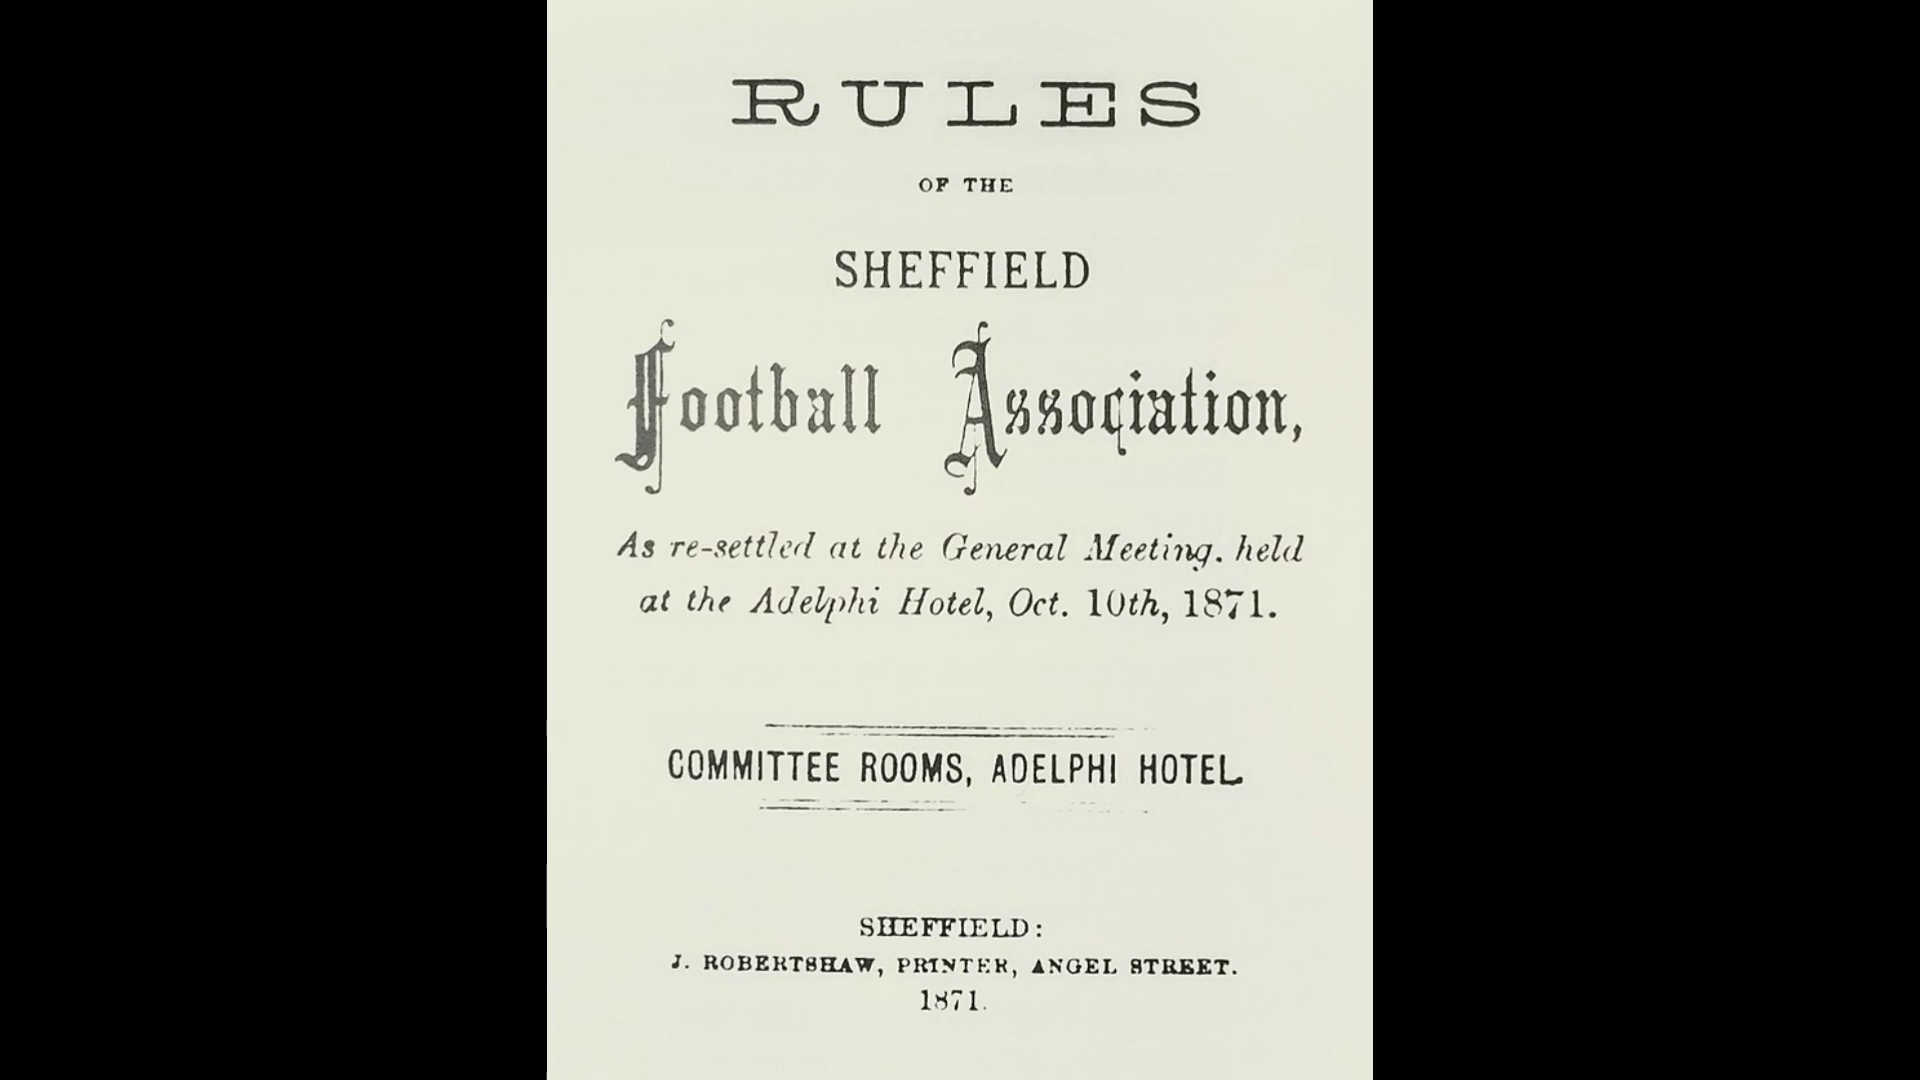 RULES
OF THE
SHEFFIELD
Football Association,
As re-settled at the General Meeting. held
at the Adelphi Hotel, Oct. 10th, 1871.
COMMITTEE ROOMS, ADELPHI HOTEL.
SHEFFIELD:
J. ROBERTSHAW, PRINTER, ANGEL STREET.
1871.